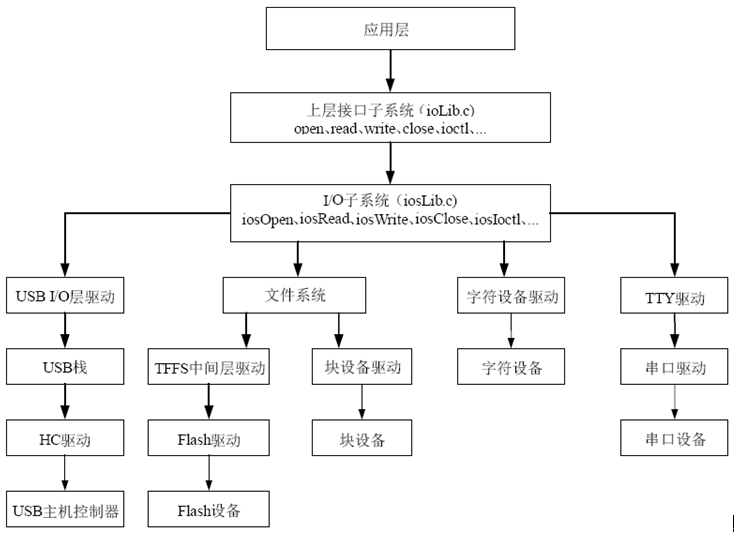 应用层
上层接口子系统（ioLib.c)
open、read、write、close、ioctl、...
I/O子系统（iosLib.c)
iosOpen、iosRead、iosWrite、iosClose、iosIoctl、...
USB I/O层驱动
文件系统
字符设备驱动
TTY驱动
USB栈
TFFS中间层驱动
块设备驱动
字符设备
串口驱动
HC驱动
Flash驱动
块设备
串口设备
USB主机控制器
Flash设备